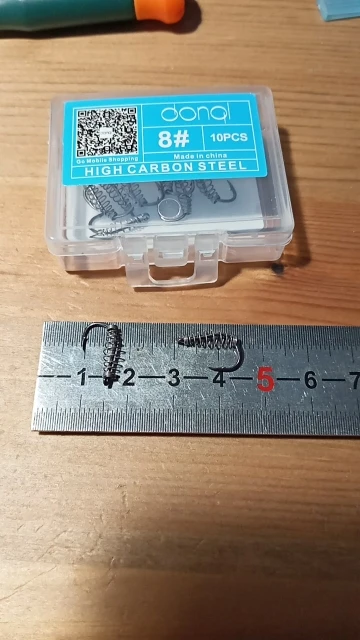 donql
8#
10PCS
Go Mobile Shopping
Made in china
HIGH CARBON STEEL
1 2 3 4 5 6 7